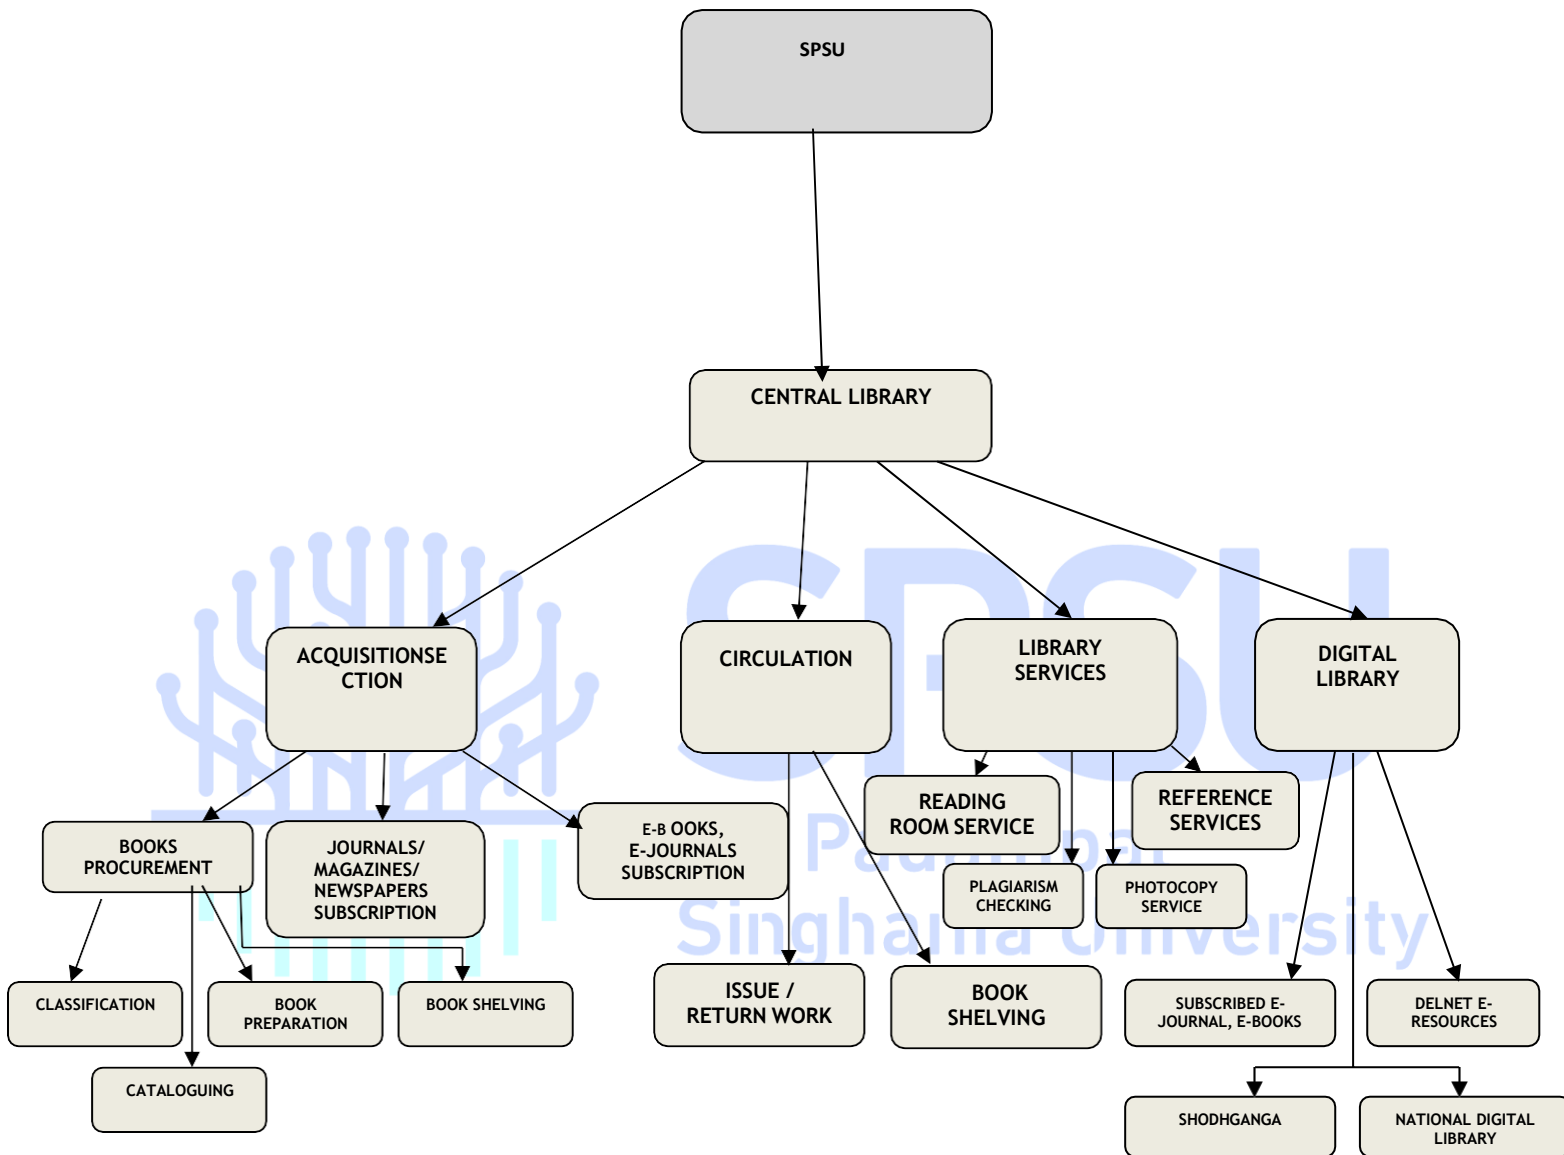 SPSU
CENTRAL LIBRARY
ACQUISITIONSE
CTION
CIRCULATION
LIBRARY
SERVICES
DIGITAL
LIBRARY
BOOKS
PROCUREMENT
JOURNALS/
MAGAZINES/
NEWSPAPERS
SUBSCRIPTION
E-B OOKS,
E-JOURNALS
SUBSCRIPTION
READING
ROOM SERVICE
REFERENCE
SERVICES
PLAGIARISM
CHECKING
PHOTOCOPY
SERVICE
CLASSIFICATION
BOOK
PREPARATION
BOOK SHELVING
CATALOGUING
ISSUE /
RETURN WORK
BOOK
SHELVING
SUBSCRIBED E-
JOURNAL, E-BOOKS
DELNET E-
RESOURCES
SHODHGANGA
NATIONAL DIGITAL
LIBRARY
SPSU
Padampat
Singhania University